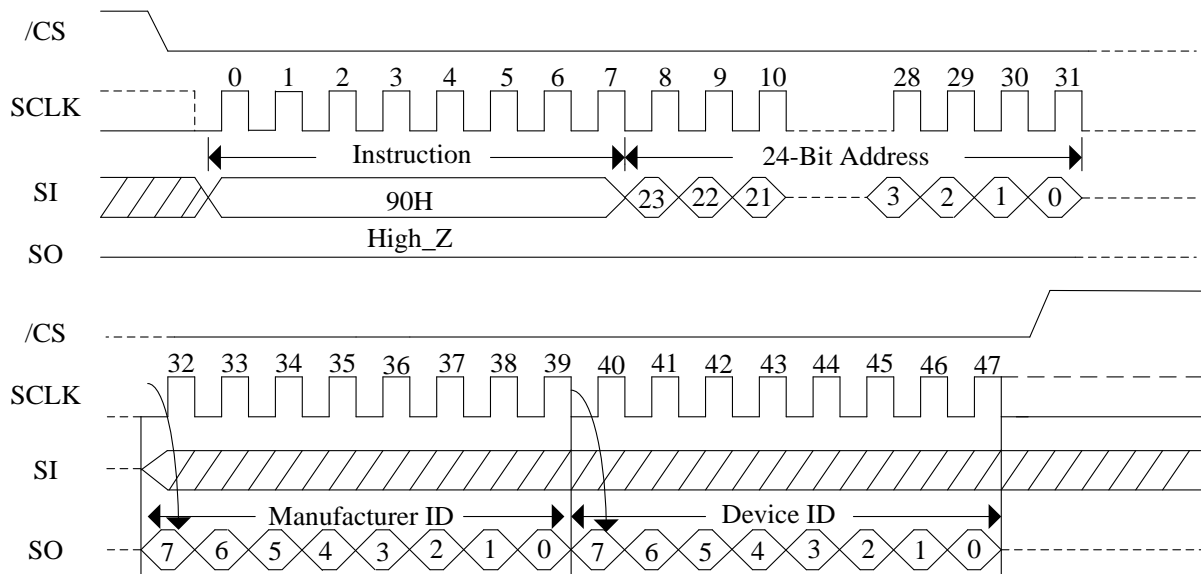 /CS
0 1 2 3 4 5 6 7 8 9 10 28 29 30 31
SCLK
Instruction 24-Bit Address
SI 90H 23 22 21 3 2 1 0
High_Z
SO
/CS
32 33 34 35 36 37 38 39 40 41 42 43 44 45 46 47
SCLK
SI
Manufacturer ID Device ID
SO 7 6 5 4 3 2 1 0 7 6 5 4 3 2 1 0